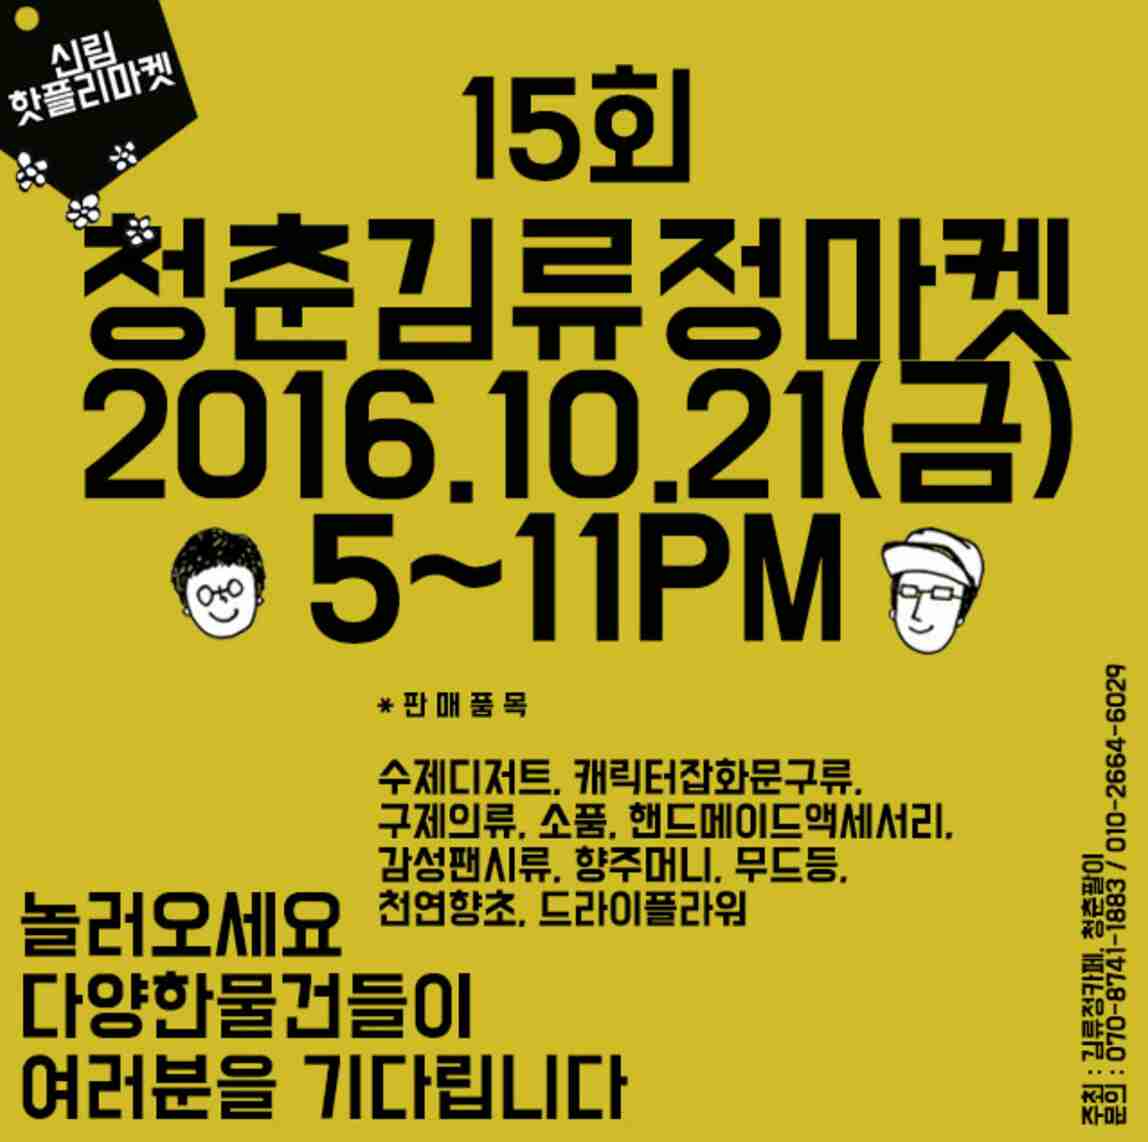 신림
핫플리마켓
15회
청춘김류정마켓
2016.10.21(금)
5~11PM
* 판매품목
수제디저트, 캐릭터잡화문구류,
구제의류, 소품, 핸드메이드액세서리,
감성팬시류, 향주머니, 무드등,
천연향초, 드라이플라워
놀러오세요
다양한물건들이
여러분을 기다립니다
주최 : 김류정카페, 청춘팔이
문의 : 070-8741-1883 / 010-2664-6029